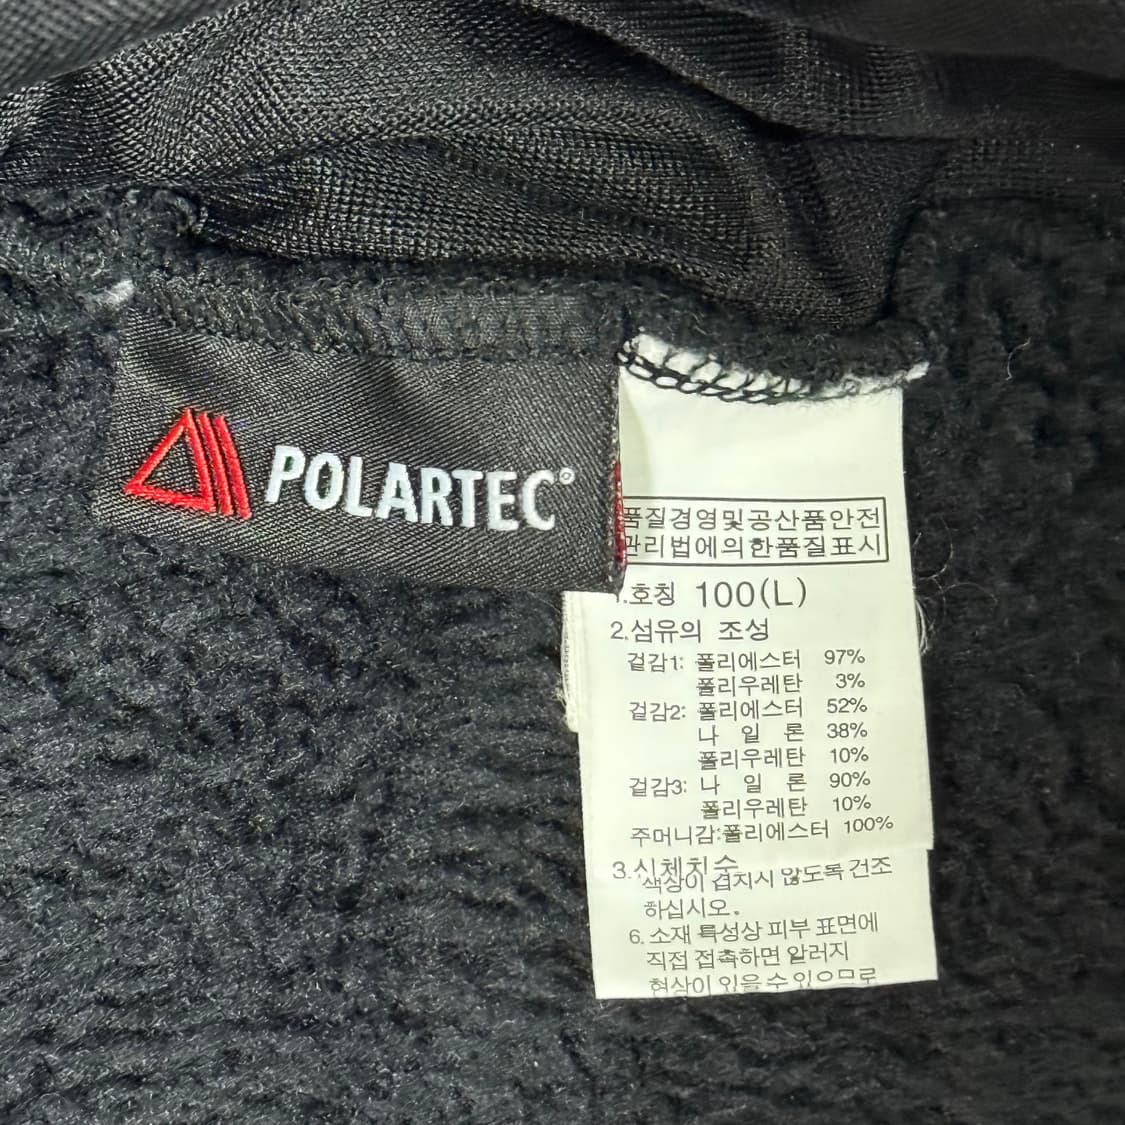 POLARTEC°
품질경영및공산품안전
관리법에의한품질표시
1.호칭 100(L)
2.섬유의 조성
겉감1: 폴리에스터 97%
폴리우레탄 3%
겉감2: 폴리에스터 52%
나 일 론 38%
폴리우레탄 10%
겉감3: 나 일 론 90%
폴리우레탄 10%
주머니감:폴리에스터 100%
3.신체치수
색상이 겹치시 않도록 건조
하십시오.
6. 소재 특성상 피부 표면에
직접 접촉하면 알러지
현상이 있을 수 있으므로